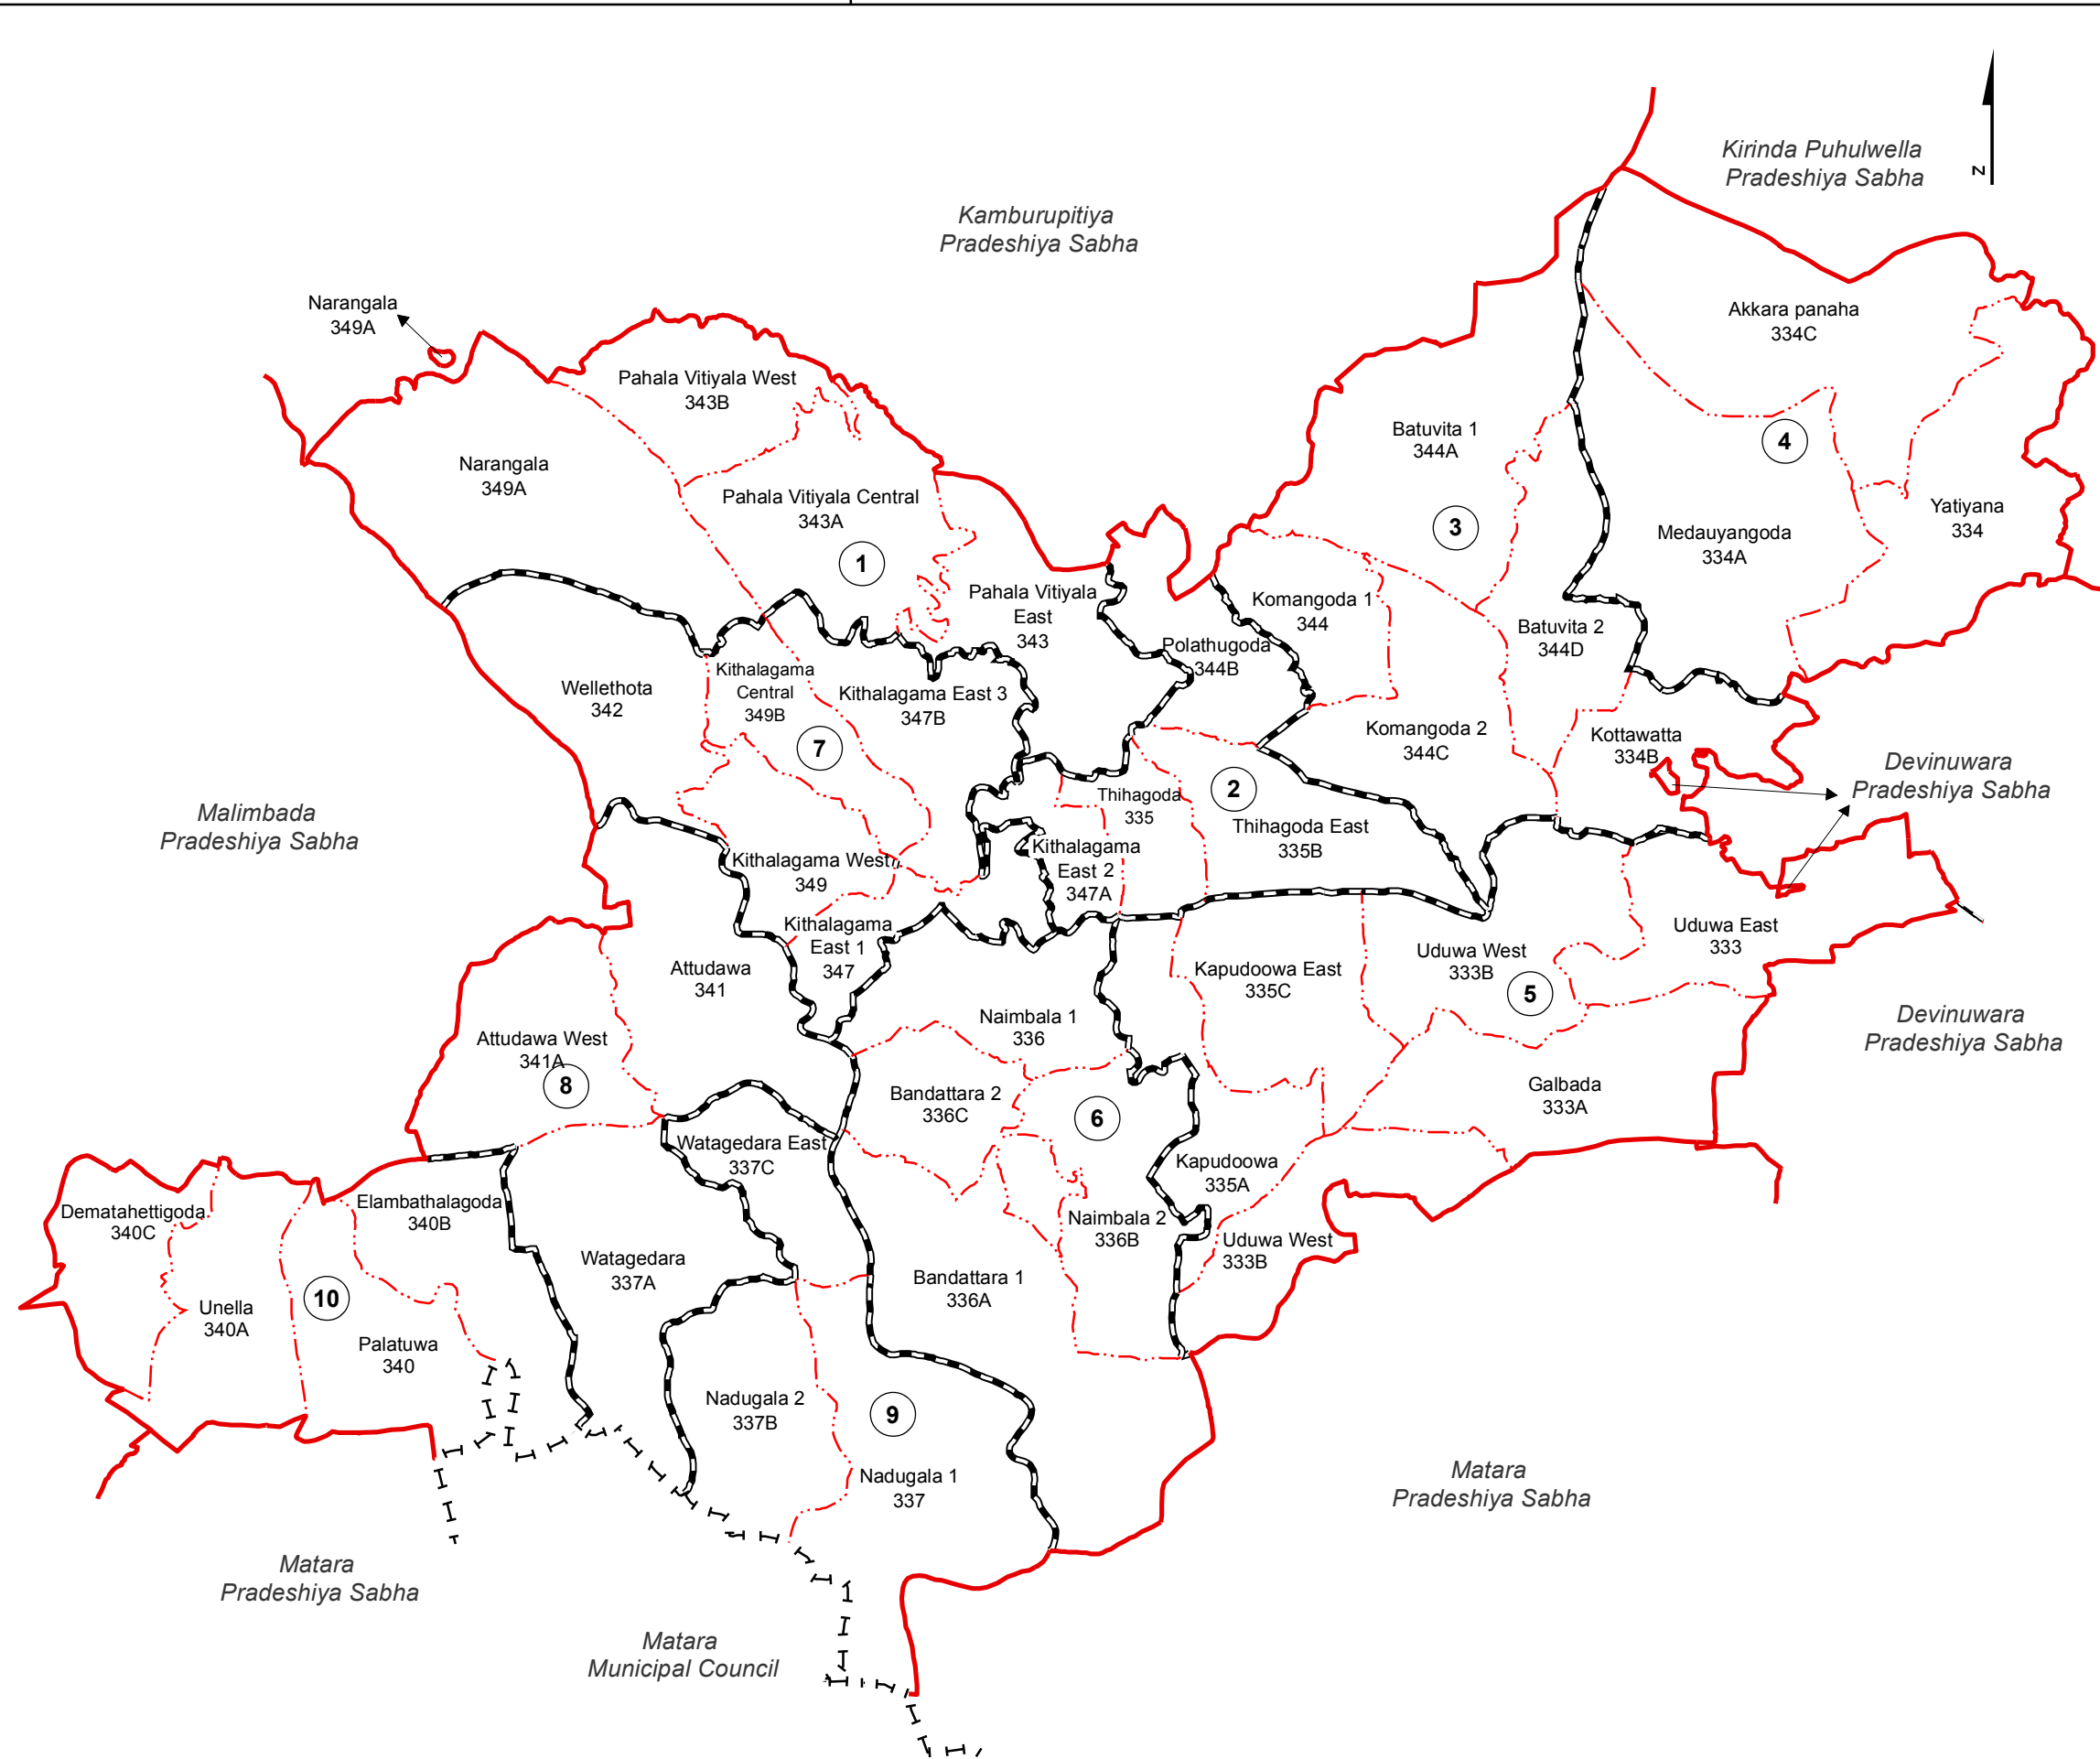 Kirinda Puhulwella
Pradeshiya Sabha
N
Kamburupitiya
Pradeshiya Sabha
Narangala
349A
Akkara panaha
334C
Pahala Vitiyala West
343B
Batuvita 1
344A
4
Narangala
349A
Pahala Vitiyala Central
343A
3
Yatiyana
334
Medauyangoda
334A
1
Pahala Vitiyala
East
343
Komangoda 1
344
Batuvita 2
344D
Polathugoda
344B
Kithalagama
Central
349B
Wellethota
342
Kithalagama East 3
347B
Komangoda 2
344C
Kottawatta
334B
7
Devinuwara
Pradeshiya Sabha
2
Thihagoda
335
Malimbada
Pradeshiya Sabha
Thihagoda East
335B
Kithalagama
East 2
347A
Kithalagama West
349
Kithalagama
East 1
347
Uduwa East
333
Uduwa West
333B
Attudawa
341
Kapudoowa East
335C
5
Naimbala 1
336
Devinuwara
Pradeshiya Sabha
Attudawa West
341A
8
Bandattara 2
336C
Galbada
333A
6
Watagedara East
337C
Kapudoowa
335A
Elambathalagoda
340B
Dematahettigoda
340C
Naimbala 2
336B
Uduwa West
333B
Watagedara
337A
Bandattara 1
336A
10
Unella
340A
Palatuwa
340
Nadugala 2
337B
9
Nadugala 1
337
Matara
Pradeshiya Sabha
Matara
Pradeshiya Sabha
Matara
Municipal Council